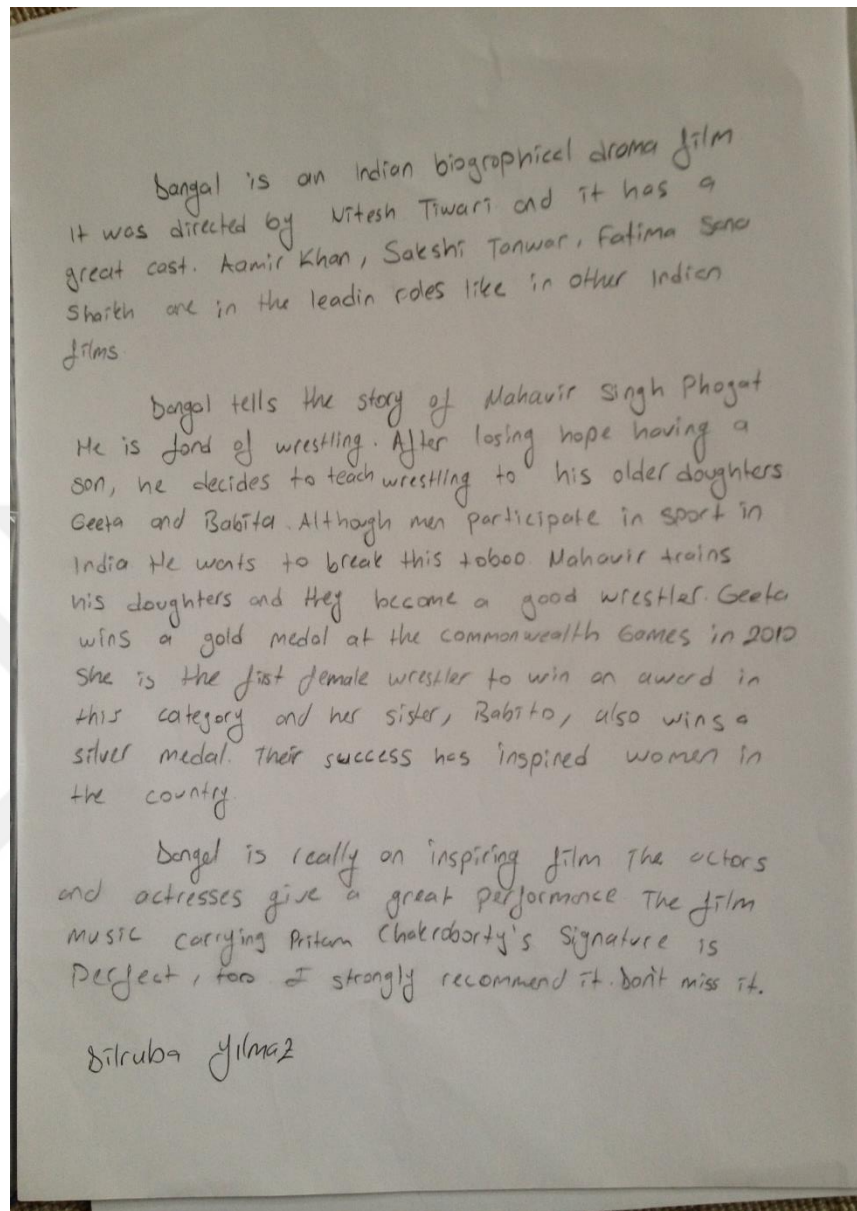 Dangal is an Indian biographical drama film
It was directed by Nitesh Tiwari and it has a
great cast. Aamir Khan, Sakshi Tanwar, Fatima Sana
Shaikh are in the leadin roles like in other Indian
films
Dangal tells the story of Mahavir Singh Phogat
He is fond of wrestling. After losing hope having a
son, he decides to teach wrestling to his older doughters
Geeta and Babita. Although men participate in sport in
India He wants to break this taboo. Mahavir trains
his doughters and they become a good wrestler. Geeta
wins a gold medal at the commonwealth Games in 2010
She is the fist female wrestler to win an award in
this category and her sister, Babita, also wins a
silver medal. Their success has inspired women in
the country
Dangal is really an inspiring film The actors
and actresses give a great performance The film
music carrying Pritam Chakraborty's Signature is
perfect, too I strongly recommend it. Don't miss it.
Dilruba Yılmaz